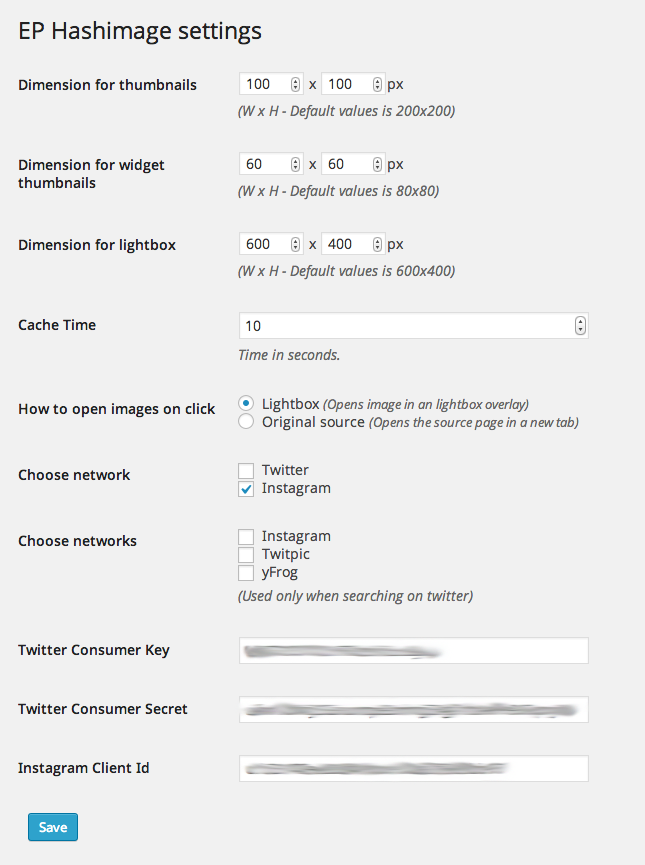 EP Hashimage settings
Dimension for thumbnails 100 x 100 px
(W x H - Default values is 200x200)
Dimension for widget 60 x 60 px
thumbnails
(W x H - Default values is 80x80)
Dimension for lightbox 600 x 400 px
(W x H - Default values is 600x400)
Cache Time 10
Time in seconds.
How to open images on click Lightbox (Opens image in an lightbox overlay)
Original source (Opens the source page in a new tab)
Choose network Twitter
Instagram
Choose networks Instagram
Twitpic
yFrog
(Used only when searching on twitter)
Twitter Consumer Key
Twitter Consumer Secret
Instagram Client Id
Save